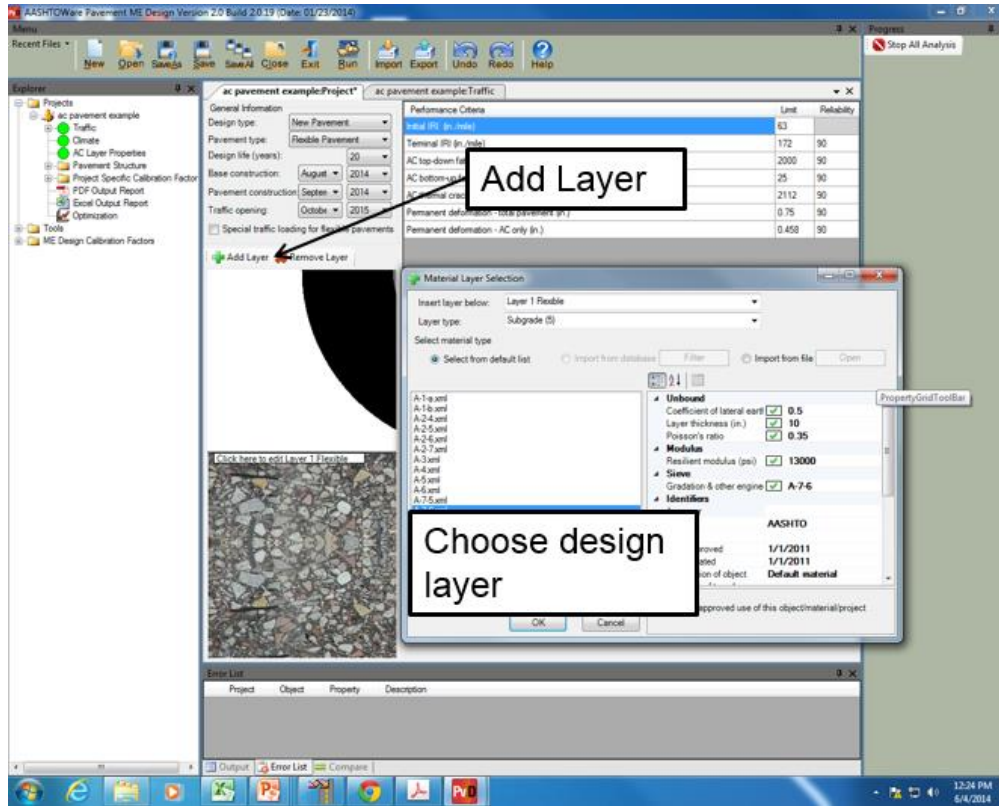 AASHTOWare Pavement ME Design Version 2.0 Build 2.0.19 (Date: 01/23/2014)
Menu
Recent Files
New Open SaveAs Save SaveAll Close Exit Run Import Export Undo Redo Help
Progress
Stop All Analysis
Explorer
Projects
ac pavement example
Traffic
Climate
AC Layer Properties
Pavement Structure
Project Specific Calibration Factor
PDF Output Report
Excel Output Report
Optimization
Tools
ME Design Calibration Factors
ac pavement example:Project* ac pavement example:Traffic
General Information
Design type: New Pavement
Pavement type: Flexible Pavement
Design life (years): 20
Base construction: August 2014
Pavement construction: Septem 2014
Traffic opening: Octobe 2015
Special traffic loading for flexible pavements
Add Layer Remove Layer
Performance Criteria Limit Reliability
Initial IRI (in./mile) 63
Terminal IRI (in./mile) 172 90
AC top-down fat 2000 90
AC bottom-up 25 90
AC thermal crac 2112 90
Permanent deformation - total pavement (in.) 0.75 90
Permanent deformation - AC only (in.) 0.458 90
Add Layer
Material Layer Selection
Insert layer below: Layer 1 Flexible
Layer type: Subgrade (5)
Select material type
Select from default list Import from database Filter Import from file Open
PropertyGridToolBar
A-1-a.xml
A-1-b.xml
A-2-4.xml
A-2-5.xml
A-2-6.xml
A-2-7.xml
A-3.xml
A-4.xml
A-5.xml
A-6.xml
A-7-5.xml
Unbound
Coefficient of lateral eart 0.5
Layer thickness (in.) 10
Poisson's ratio 0.35
Modulus
Resilient modulus (psi) 13000
Sieve
Gradation & other engine A-7-6
Identifiers
AASHTO
roved 1/1/2011
ated 1/1/2011
ion of object Default material
approved use of this object/material/project
OK Cancel
Choose design
layer
Click here to edit Layer 1 Flexible
Error List
Project Object Property Description
Output Error List Compare
12:24 PM
6/4/2014